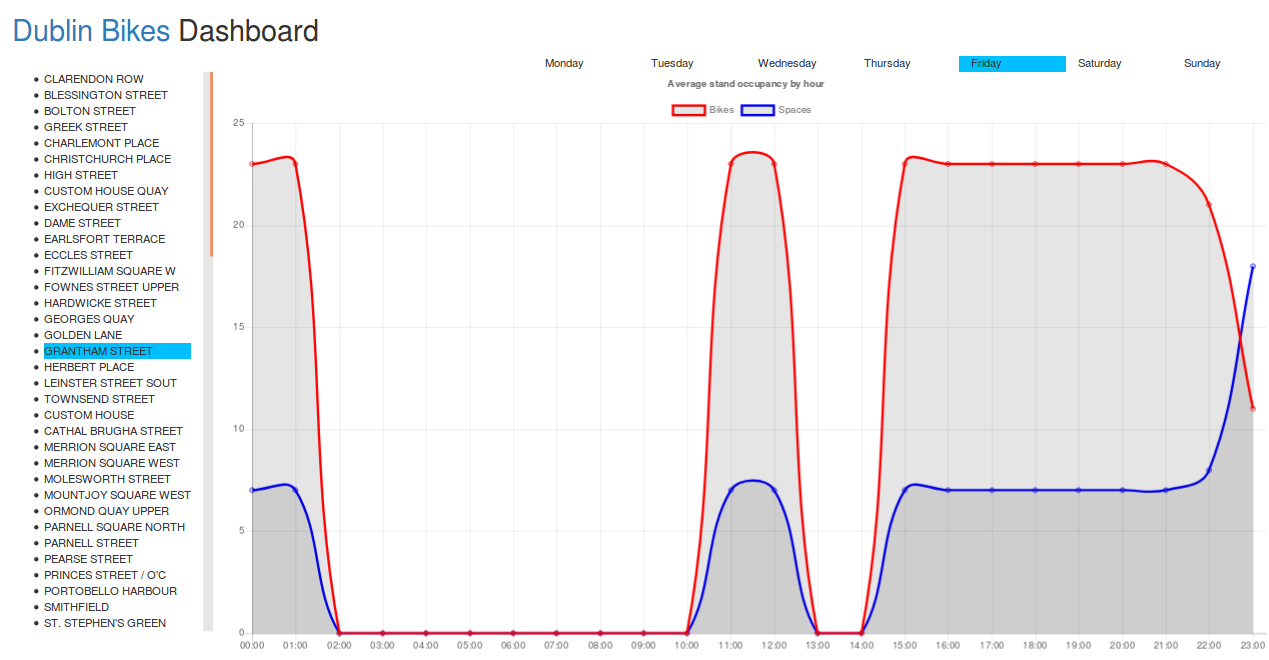 Dublin Bikes Dashboard
Monday Tuesday Wednesday Thursday Friday Saturday Sunday
CLARENDON ROW
BLESSINGTON STREET
BOLTON STREET
GREEK STREET
CHARLEMONT PLACE
CHRISTCHURCH PLACE
HIGH STREET
CUSTOM HOUSE QUAY
EXCHEQUER STREET
DAME STREET
EARLSFORT TERRACE
ECCLES STREET
FITZWILLIAM SQUARE W
FOWNES STREET UPPER
HARDWICKE STREET
GEORGES QUAY
GOLDEN LANE
GRANTHAM STREET
HERBERT PLACE
LEINSTER STREET SOUT
TOWNSEND STREET
CUSTOM HOUSE
CATHAL BRUGHA STREET
MERRION SQUARE EAST
MERRION SQUARE WEST
MOLESWORTH STREET
MOUNTJOY SQUARE WEST
ORMOND QUAY UPPER
PARNELL SQUARE NORTH
PARNELL STREET
PEARSE STREET
PRINCES STREET / O'C
PORTOBELLO HARBOUR
SMITHFIELD
ST. STEPHEN'S GREEN
Average stand occupancy by hour
Bikes Spaces
25
20
15
10
5
0
00:00 01:00 02:00 03:00 04:00 05:00 06:00 07:00 08:00 09:00 10:00 11:00 12:00 13:00 14:00 15:00 16:00 17:00 18:00 19:00 20:00 21:00 22:00 23:00